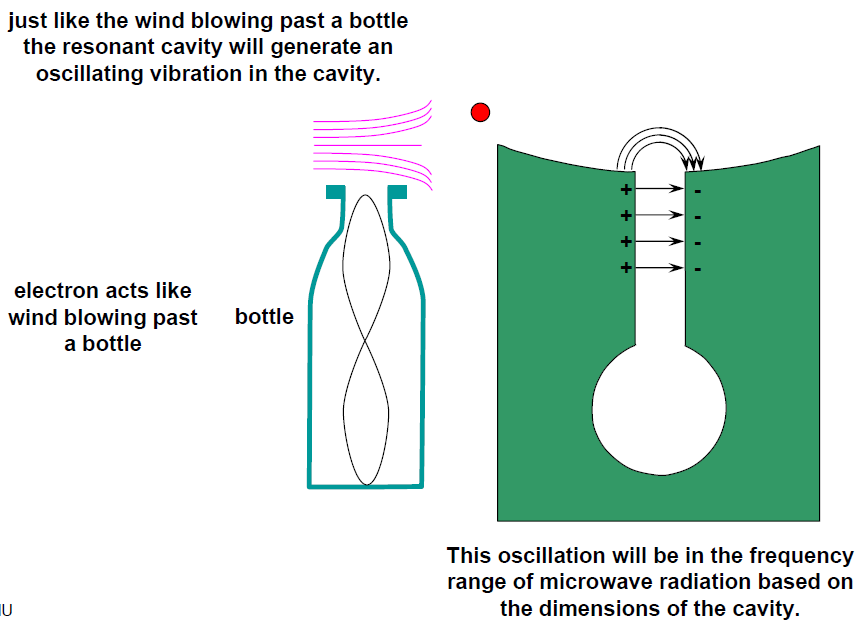 just like the wind blowing past a bottle
the resonant cavity will generate an
oscillating vibration in the cavity.
electron acts like
wind blowing past
a bottle
bottle
+ -
+ -
+ -
+ -
This oscillation will be in the frequency
range of microwave radiation based on
the dimensions of the cavity.